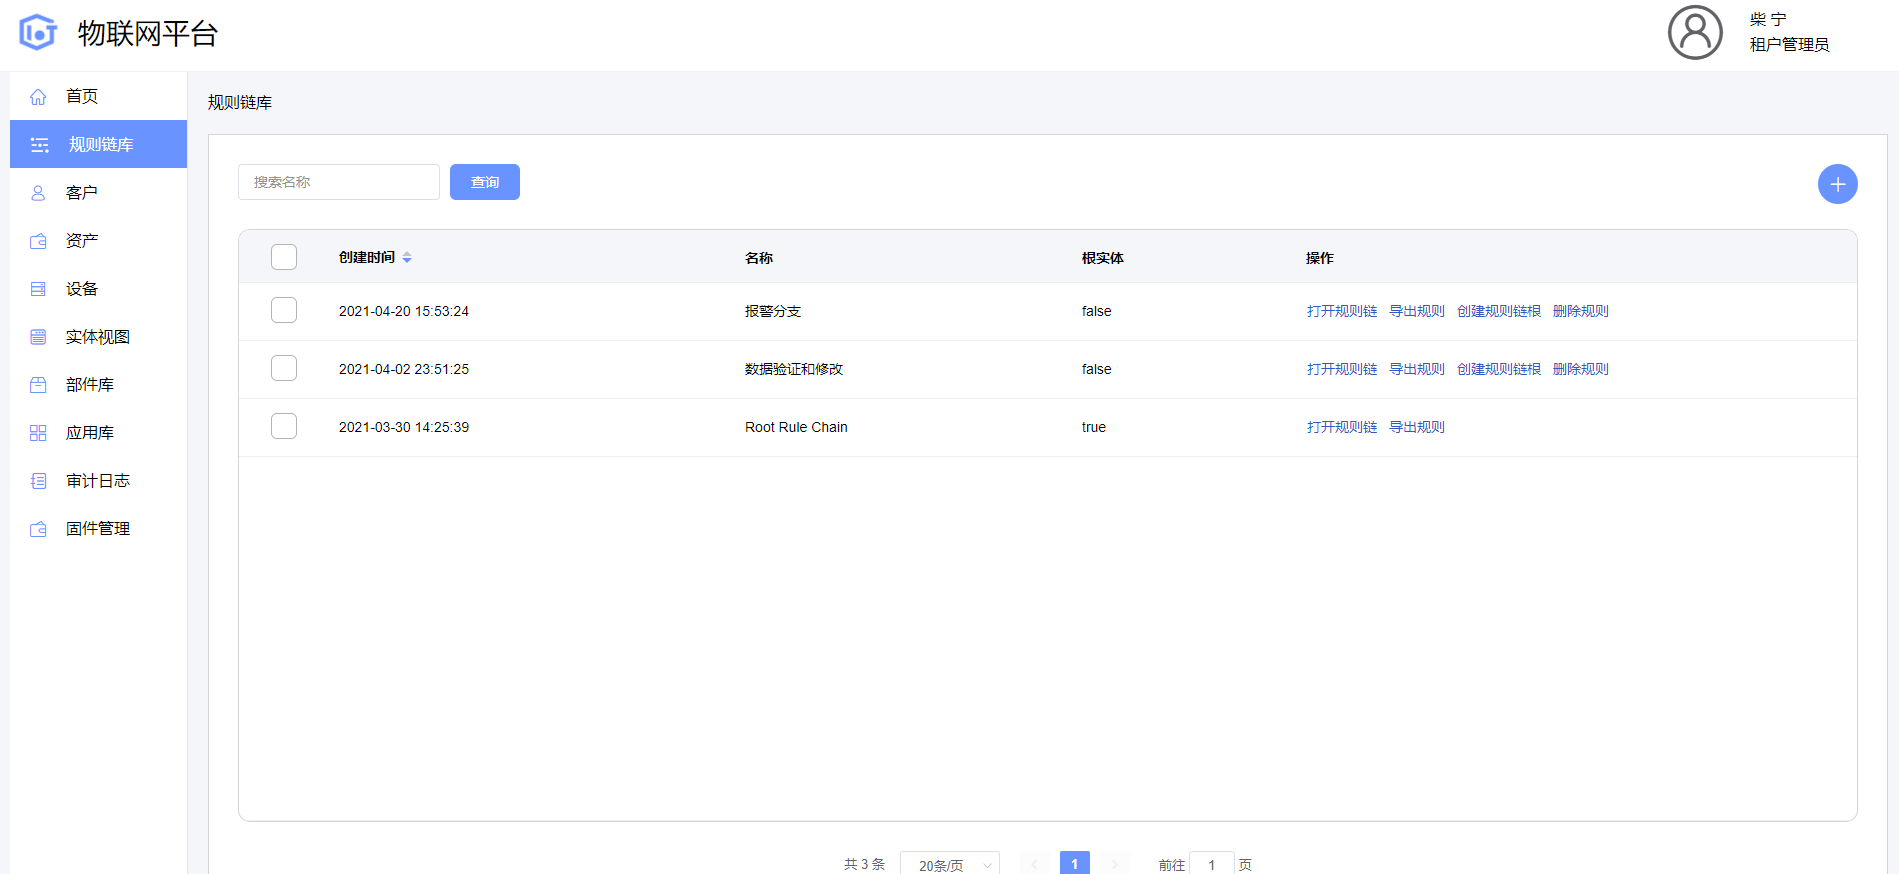 物联网平台
柴 宁
租户管理员
首页
规则链库
客户
资产
设备
实体视图
部件库
应用库
审计日志
固件管理
规则链库
搜索名称 查询
创建时间 名称 根实体 操作
2021-04-20 15:53:24 报警分支 false 打开规则链 导出规则 创建规则链根 删除规则
2021-04-02 23:51:25 数据验证和修改 false 打开规则链 导出规则 创建规则链根 删除规则
2021-03-30 14:25:39 Root Rule Chain true 打开规则链 导出规则
共 3 条 20条/页 1 前往 1 页